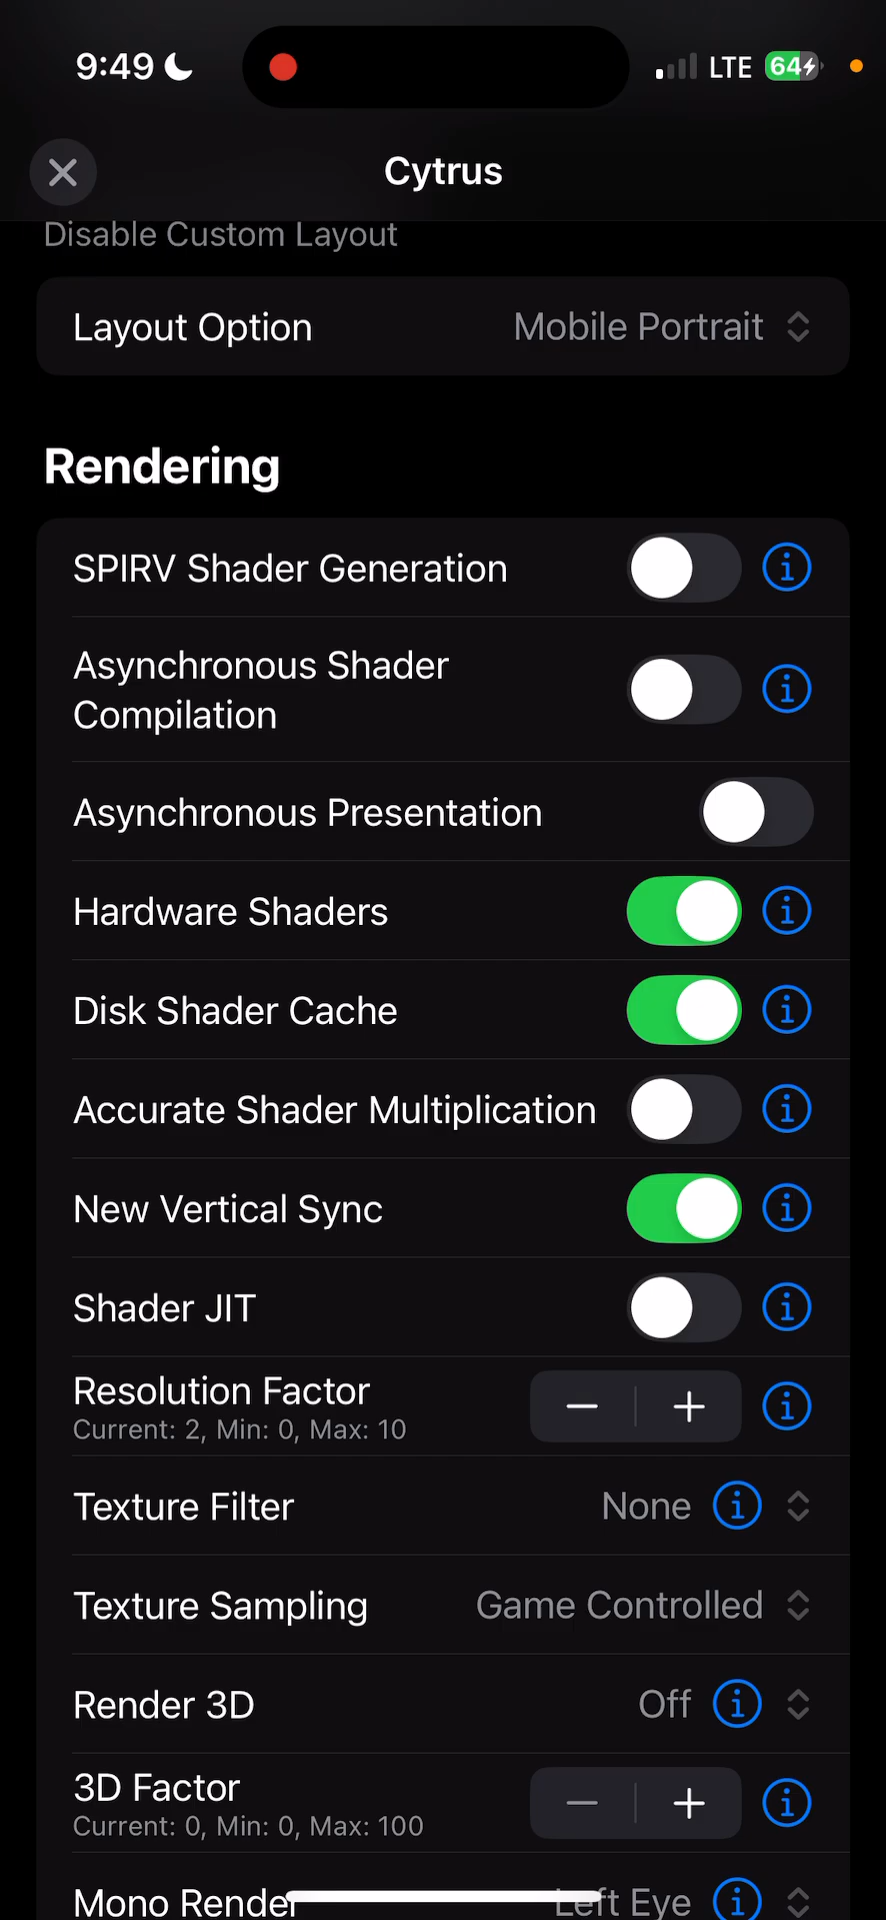 9:49
LTE
64
Cytrus
Disable Custom Layout
Layout Option Mobile Portrait
Rendering
SPIRV Shader Generation
Asynchronous Shader
Compilation
Asynchronous Presentation
Hardware Shaders
Disk Shader Cache
Accurate Shader Multiplication
New Vertical Sync
Shader JIT
Resolution Factor
Current: 2, Min: 0, Max: 10
Texture Filter None
Texture Sampling Game Controlled
Render 3D Off
3D Factor
Current: 0, Min: 0, Max: 100
Mono Render Left Eye